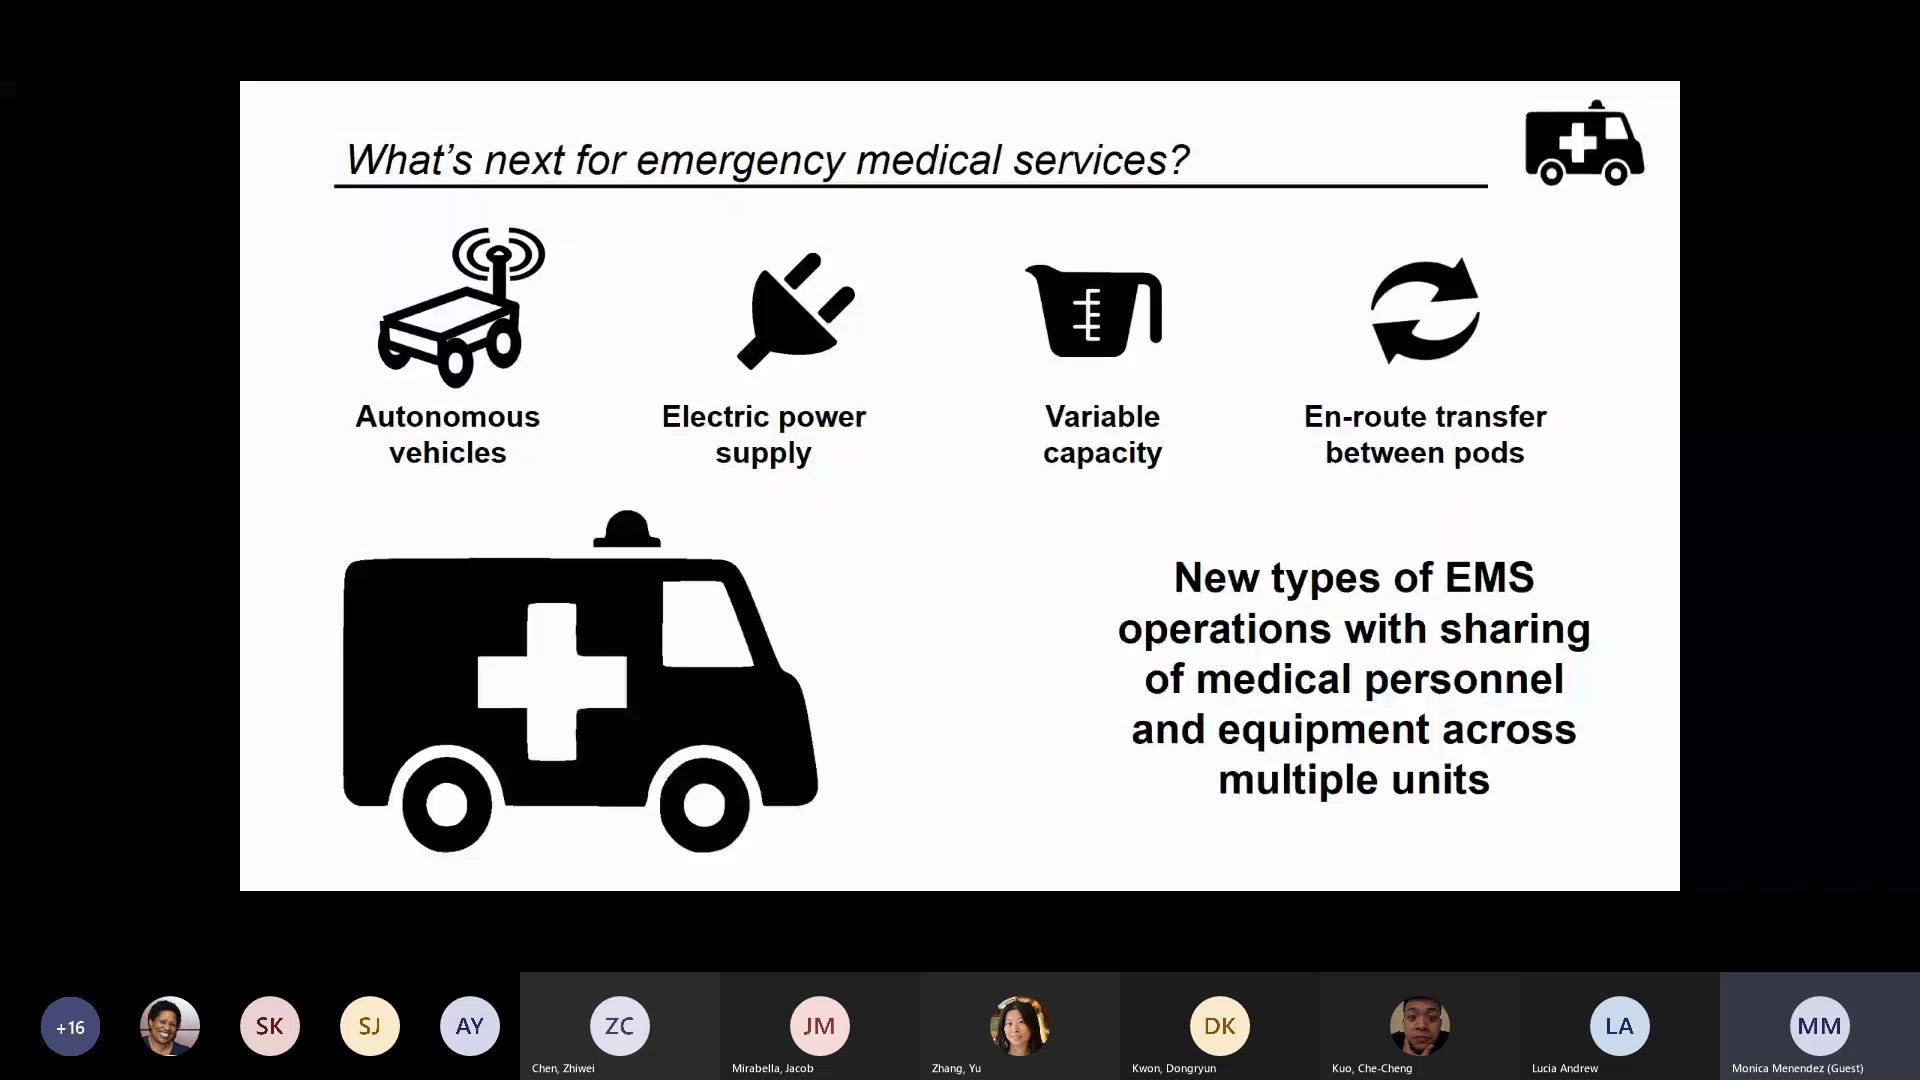 What's next for emergency medical services?
Autonomous
vehicles
Electric power
supply
Variable
capacity
En-route transfer
between pods
New types of EMS
operations with sharing
of medical personnel
and equipment across
multiple units
+16
SK
SJ
AY
ZC
JM
DK
LA
MM
Chen, Zhiwei
Mirabella, Jacob
Zhang, Yu
Kwon, Dongryun
Kuo, Che-Cheng
Lucia Andrew
Monica Menendez (Guest)